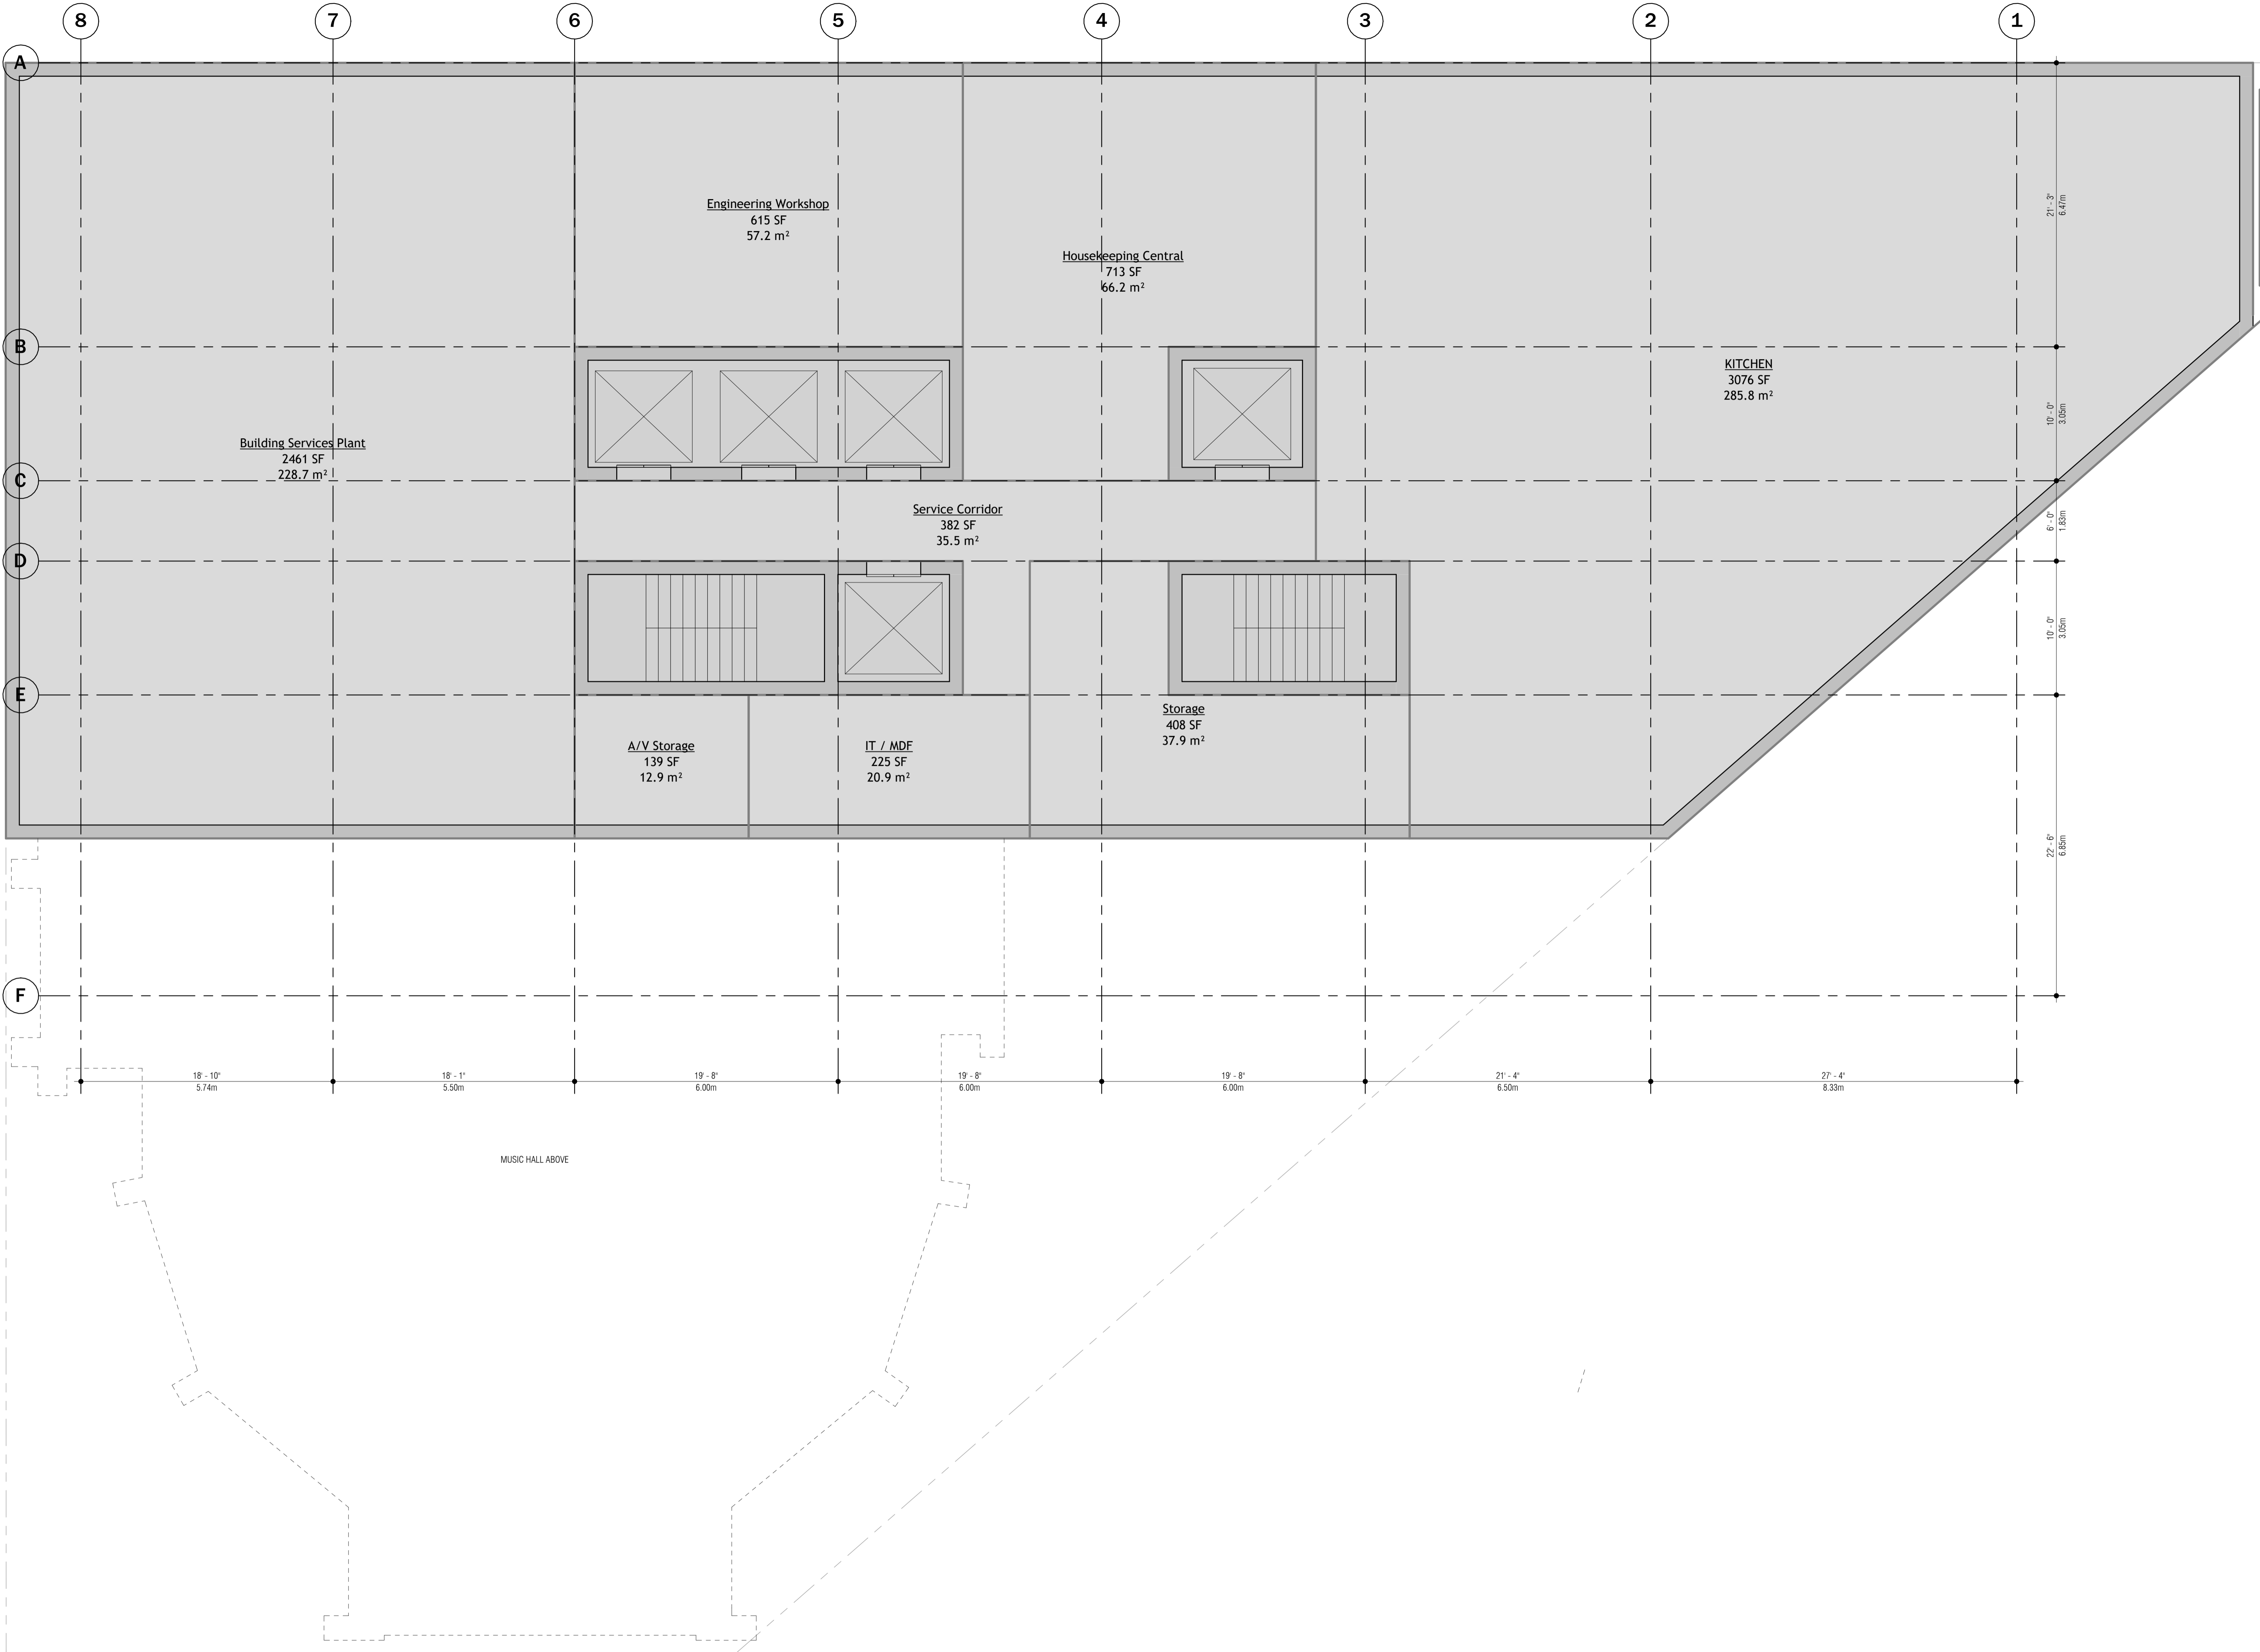 8
7
6
5
4
3
2
1
A
B
C
D
E
F
Engineering Workshop
615 SF
57.2 m²
Housekeeping Central
713 SF
66.2 m²
KITCHEN
3076 SF
285.8 m²
Building Services Plant
2461 SF
228.7 m²
Service Corridor
382 SF
35.5 m²
Storage
408 SF
37.9 m²
A/V Storage
139 SF
12.9 m²
IT / MDF
225 SF
20.9 m²
21' - 3"
6.47m
10' - 0"
3.05m
6' - 0"
1.83m
10' - 0"
3.05m
22' - 6"
6.85m
18' - 10"
5.74m
18' - 1"
5.50m
19' - 8"
6.00m
19' - 8"
6.00m
19' - 8"
6.00m
21' - 4"
6.50m
27' - 4"
8.33m
MUSIC HALL ABOVE